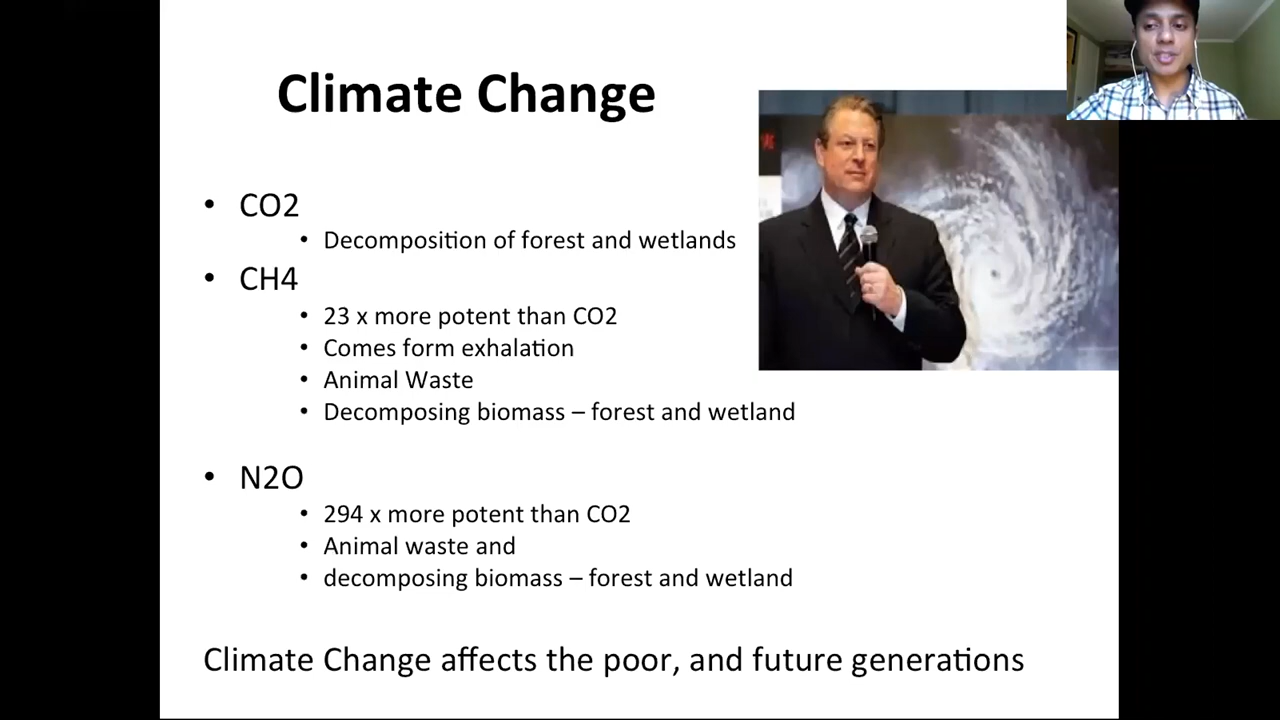 Climate Change
• CO2
• Decomposition of forest and wetlands
• CH4
• 23 x more potent than CO2
• Comes form exhalation
• Animal Waste
• Decomposing biomass – forest and wetland
• N2O
• 294 x more potent than CO2
• Animal waste and
• decomposing biomass – forest and wetland
Climate Change affects the poor, and future generations